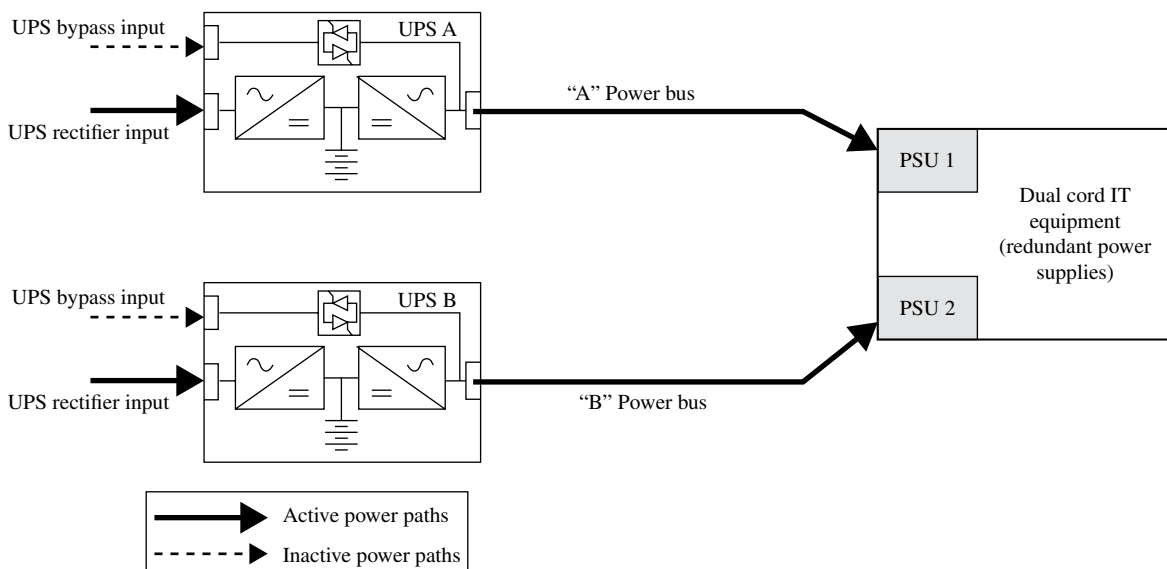 UPS bypass input
UPS A
UPS rectifier input
“A” Power bus
PSU 1
Dual cord IT
equipment
(redundant power
supplies)
UPS bypass input
UPS B
PSU 2
UPS rectifier input
“B” Power bus
Active power paths
Inactive power paths